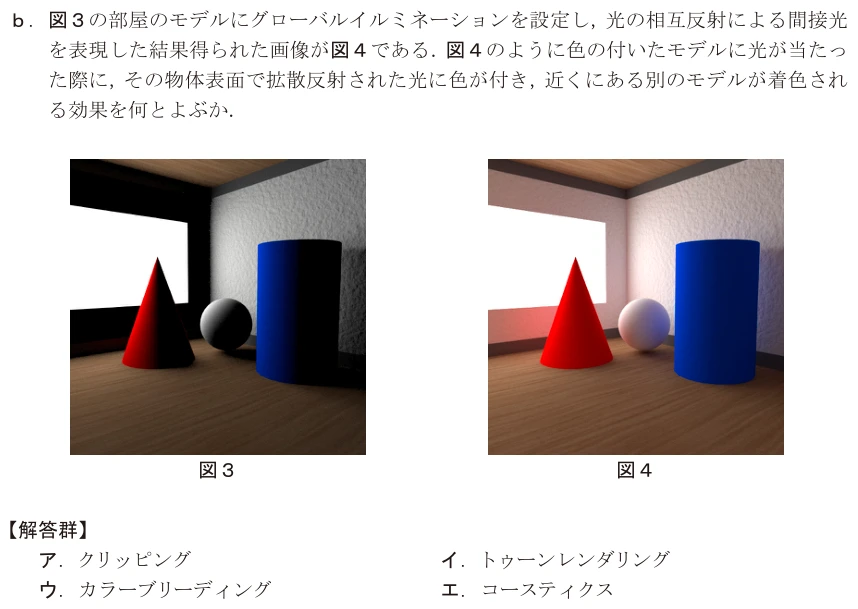 b．図3の部屋のモデルにグローバルイルミネーションを設定し，光の相互反射による間接光
を表現した結果得られた画像が図4である．図4のように色の付いたモデルに光が当たっ
た際に，その物体表面で拡散反射された光に色が付き，近くにある別のモデルが着色され
る効果を何とよぶか．
図3
図4
【解答群】
ア．クリッピング
イ．トゥーンレンダリング
ウ．カラーブリーディング
エ．コースティクス